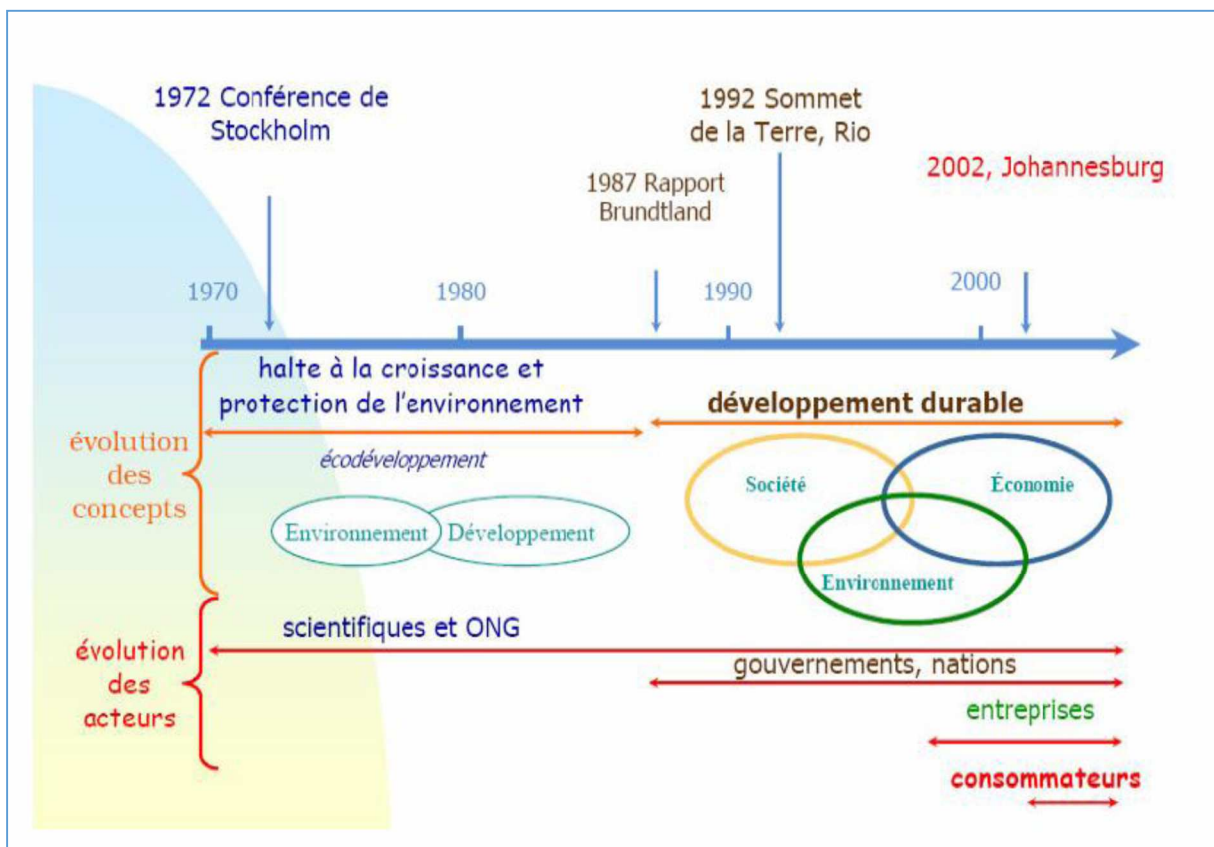 1972 Conférence de
Stockholm
1992 Sommet
de la Terre, Rio
1987 Rapport
Brundtland
2002, Johannesburg
1970
1980
1990
2000
halte à la croissance et
protection de l'environnement
développement durable
évolution
des
concepts
écodéveloppement
Environnement
Développement
Société
Économie
Environnement
évolution
des
acteurs
scientifiques et ONG
gouvernements, nations
entreprises
consommateurs